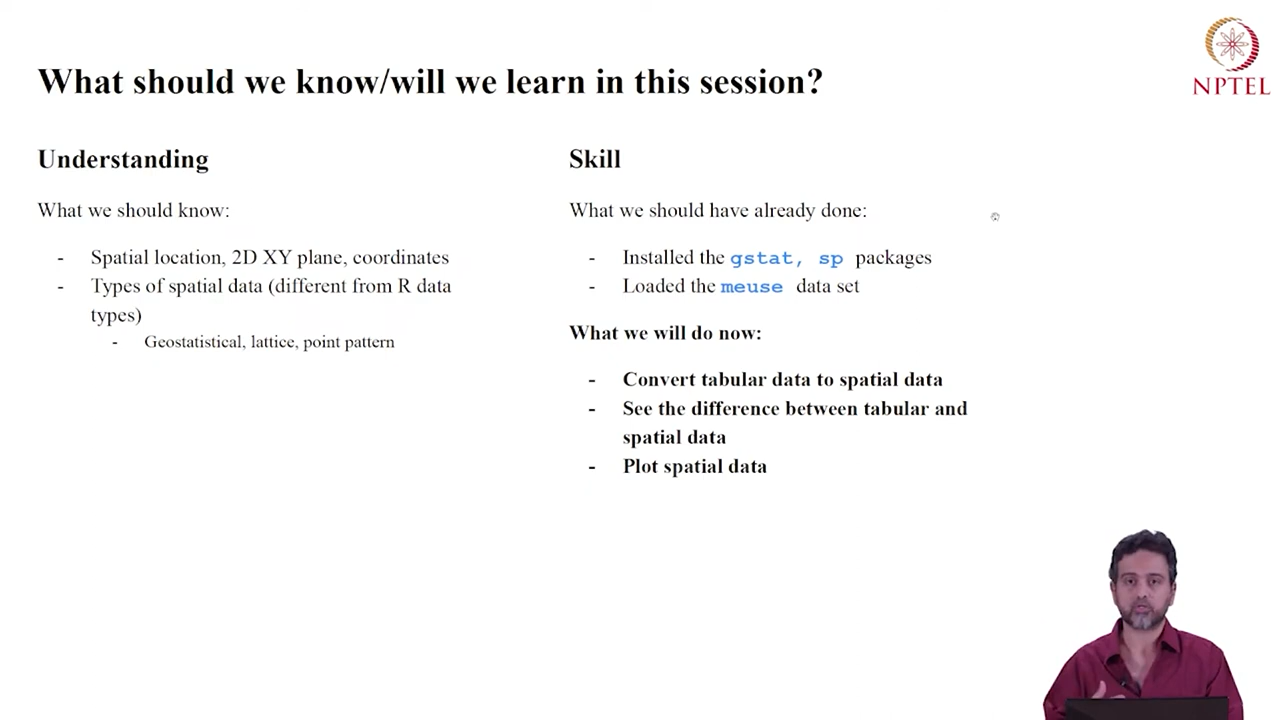 What should we know/will we learn in this session?
NPTEL
Understanding
What we should know:
- Spatial location, 2D XY plane, coordinates
- Types of spatial data (different from R data
types)
- Geostatistical, lattice, point pattern
Skill
What we should have already done:
- Installed the gstat, sp packages
- Loaded the meuse data set
What we will do now:
- Convert tabular data to spatial data
- See the difference between tabular and
spatial data
- Plot spatial data